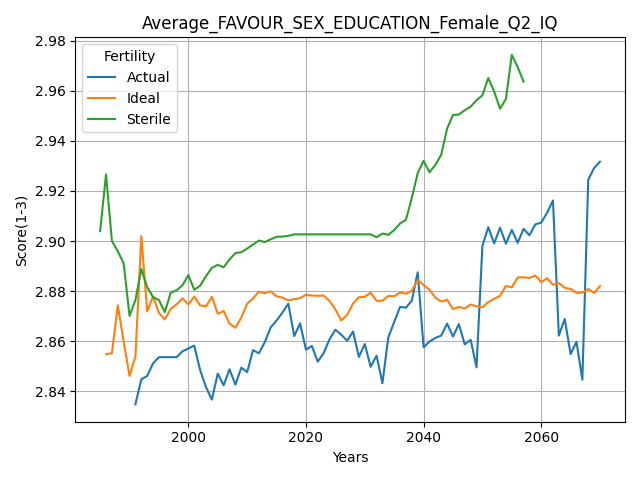 Average_FAVOUR_SEX_EDUCATION_Female_Q2_IQ
2.98
2.96
2.94
2.92
2.90
2.88
2.86
2.84
Score(1-3)
Fertility
Actual
Ideal
Sterile
2000
2020
2040
2060
Years